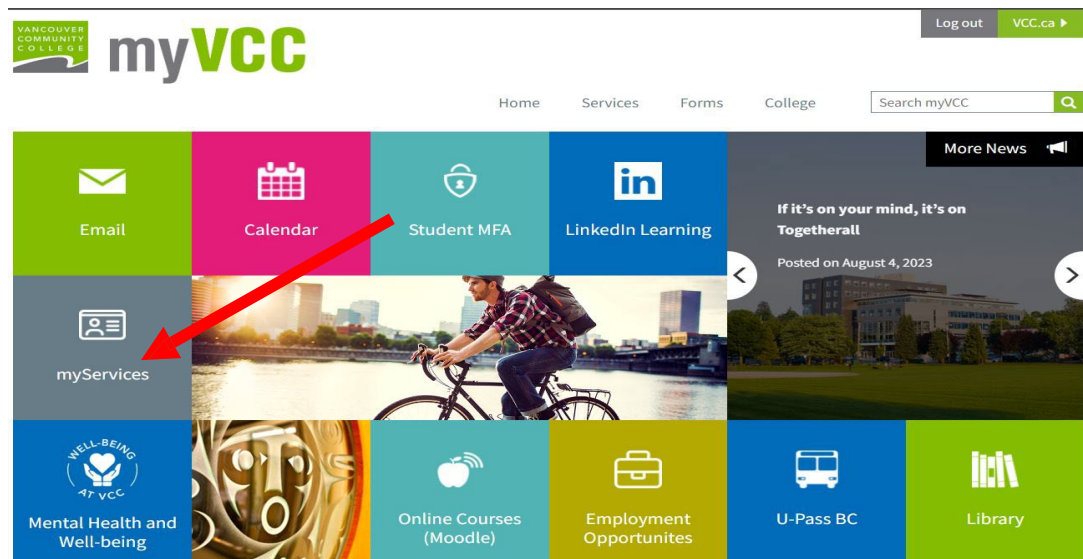 VANCOUVER
COMMUNITY
COLLEGE
myVCC
Log out
VCC.ca
Home
Services
Forms
College
Search myVCC
Email
Calendar
Student MFA
in
LinkedIn Learning
More News
If it's on your mind, it's on
Togetherall
Posted on August 4, 2023
myServices
WELL-BEING
AT VCC
Mental Health and
Well-being
Online Courses
(Moodle)
Employment
Opportunites
U-Pass BC
Library